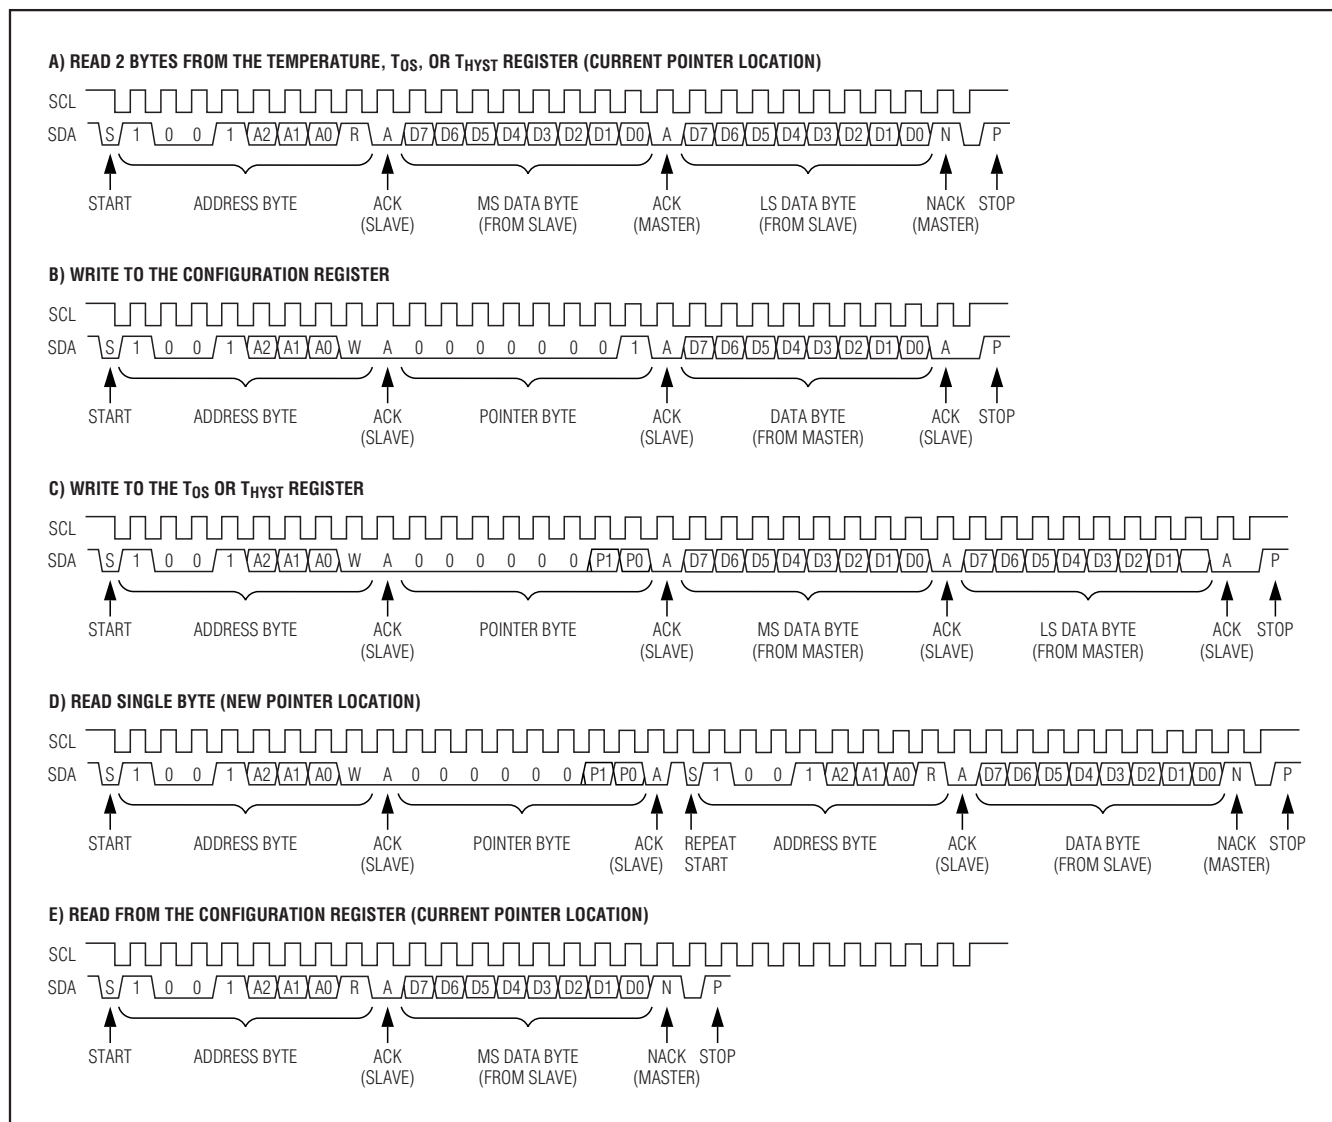 A) READ 2 BYTES FROM THE TEMPERATURE, TOS, OR THYST REGISTER (CURRENT POINTER LOCATION)
SCL
SDA S 1 0 0 1 A2 A1 A0 R A D7 D6 D5 D4 D3 D2 D1 D0 A D7 D6 D5 D4 D3 D2 D1 D0 N P
START ADDRESS BYTE ACK MS DATA BYTE ACK LS DATA BYTE NACK STOP
(SLAVE) (FROM SLAVE) (MASTER) (FROM SLAVE) (MASTER)
B) WRITE TO THE CONFIGURATION REGISTER
SCL
SDA S 1 0 0 1 A2 A1 A0 W A 0 0 0 0 0 0 0 1 A D7 D6 D5 D4 D3 D2 D1 D0 A P
START ADDRESS BYTE ACK POINTER BYTE ACK DATA BYTE ACK STOP
(SLAVE) (SLAVE) (FROM MASTER) (SLAVE)
C) WRITE TO THE TOS OR THYST REGISTER
SCL
SDA S 1 0 0 1 A2 A1 A0 W A 0 0 0 0 0 0 P1 P0 A D7 D6 D5 D4 D3 D2 D1 D0 A D7 D6 D5 D4 D3 D2 D1 A P
START ADDRESS BYTE ACK POINTER BYTE ACK MS DATA BYTE ACK LS DATA BYTE ACK STOP
(SLAVE) (SLAVE) (FROM MASTER) (SLAVE) (FROM MASTER) (SLAVE)
D) READ SINGLE BYTE (NEW POINTER LOCATION)
SCL
SDA S 1 0 0 1 A2 A1 A0 W A 0 0 0 0 0 0 P1 P0 A S 1 0 0 1 A2 A1 A0 R A D7 D6 D5 D4 D3 D2 D1 D0 N P
START ADDRESS BYTE ACK POINTER BYTE ACK REPEAT ADDRESS BYTE ACK DATA BYTE NACK STOP
(SLAVE) (SLAVE) START (SLAVE) (FROM SLAVE) (MASTER)
E) READ FROM THE CONFIGURATION REGISTER (CURRENT POINTER LOCATION)
SCL
SDA S 1 0 0 1 A2 A1 A0 R A D7 D6 D5 D4 D3 D2 D1 D0 N P
START ADDRESS BYTE ACK MS DATA BYTE NACK STOP
(SLAVE) (FROM SLAVE) (MASTER)